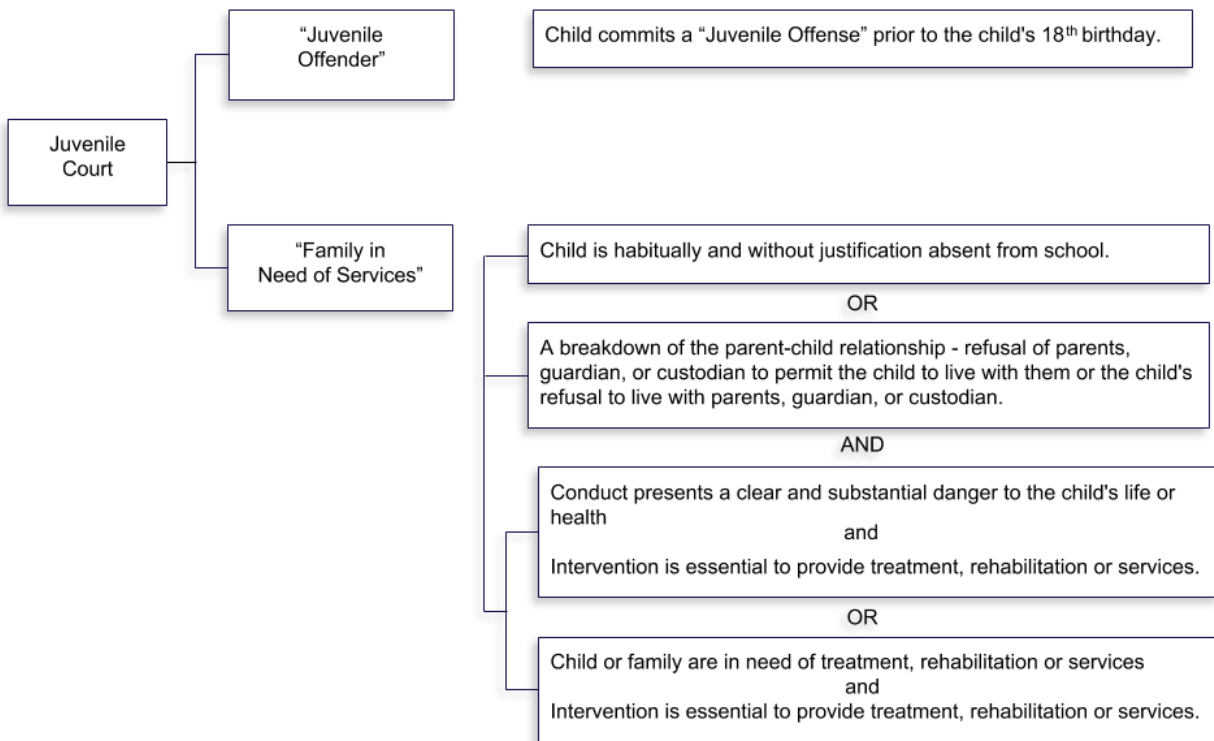 “Juvenile
Offender”
Child commits a “Juvenile Offense” prior to the child's 18th birthday.
Juvenile
Court
“Family in
Need of Services”
Child is habitually and without justification absent from school.
OR
A breakdown of the parent-child relationship - refusal of parents,
guardian, or custodian to permit the child to live with them or the child's
refusal to live with parents, guardian, or custodian.
AND
Conduct presents a clear and substantial danger to the child's life or
health
and
Intervention is essential to provide treatment, rehabilitation or services.
OR
Child or family are in need of treatment, rehabilitation or services
and
Intervention is essential to provide treatment, rehabilitation or services.